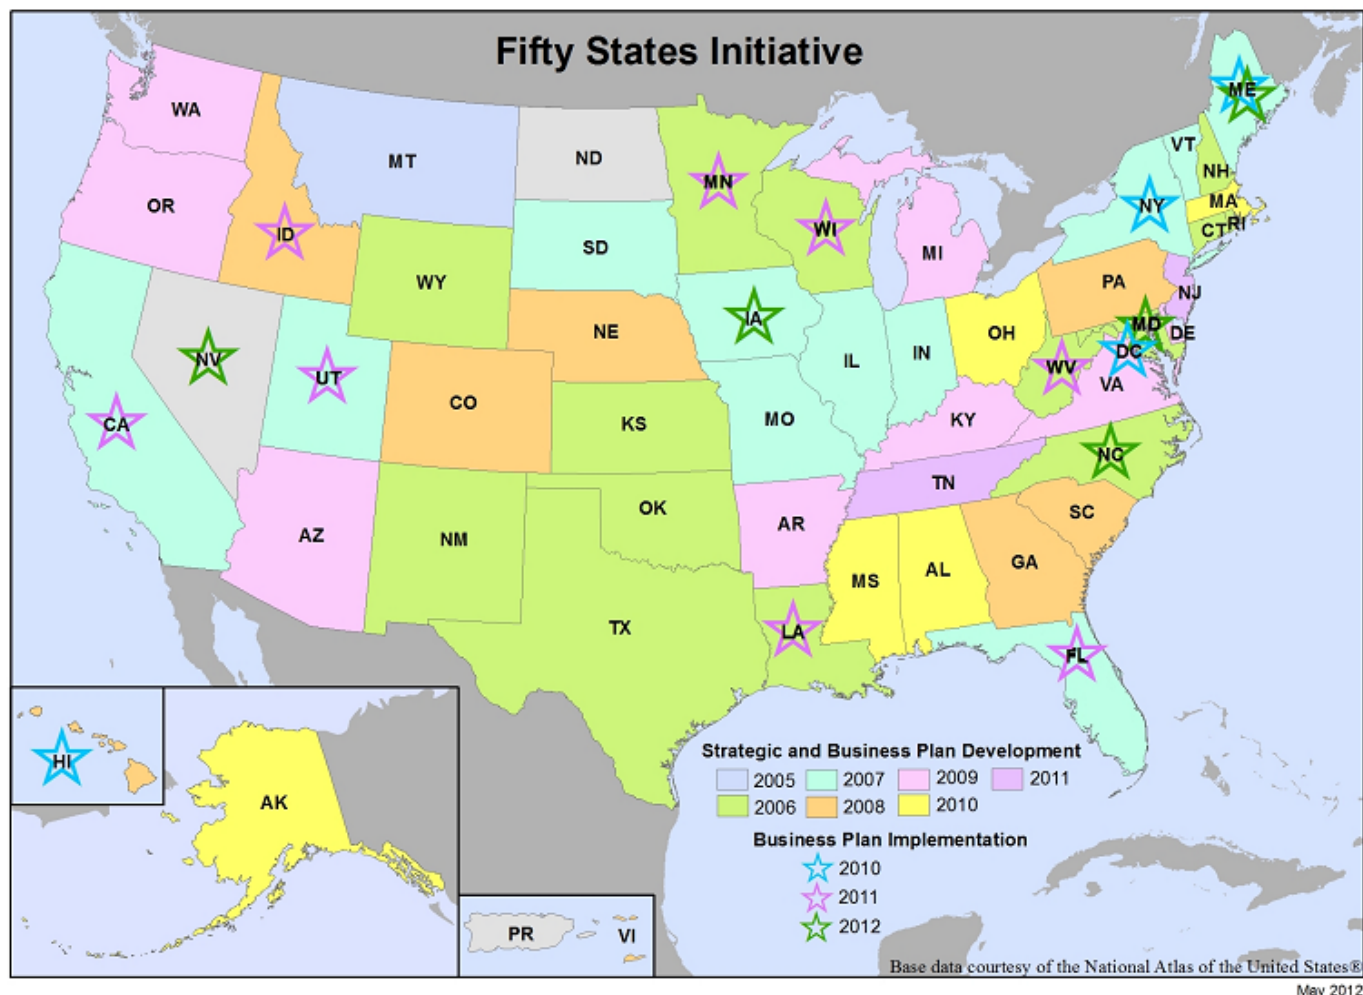 Fifty States Initiative
ME
WA
VT
MT
ND
NH
MN
OR
MA
NY
ID
WI
CT
RI
SD
MI
WY
PA
NJ
IA
MD
NE
OH
DE
NV
IL
IN
DC
UT
WV
VA
CO
CA
KS
MO
KY
NC
TN
OK
AR
SC
AZ
NM
GA
MS
AL
TX
LA
FL
HI
AK
PR
VI
Strategic and Business Plan Development
2005 2007 2009 2011
2006 2008 2010
Business Plan Implementation
2010
2011
2012
Base data courtesy of the National Atlas of the United States®
May 2012